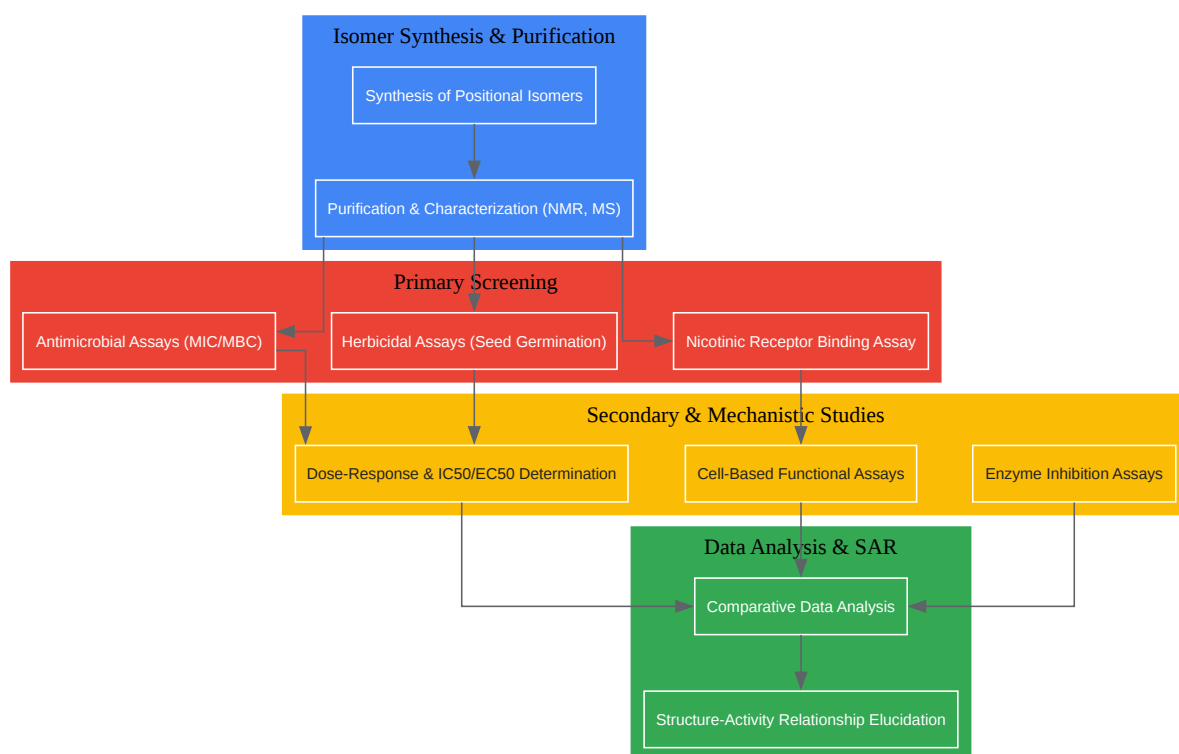 Isomer Synthesis & Purification
Synthesis of Positional Isomers
Purification & Characterization (NMR, MS)
Primary Screening
Antimicrobial Assays (MIC/MBC)
Herbicidal Assays (Seed Germination)
Nicotinic Receptor Binding Assay
Secondary & Mechanistic Studies
Dose-Response & IC50/EC50 Determination
Cell-Based Functional Assays
Enzyme Inhibition Assays
Data Analysis & SAR
Comparative Data Analysis
Structure-Activity Relationship Elucidation